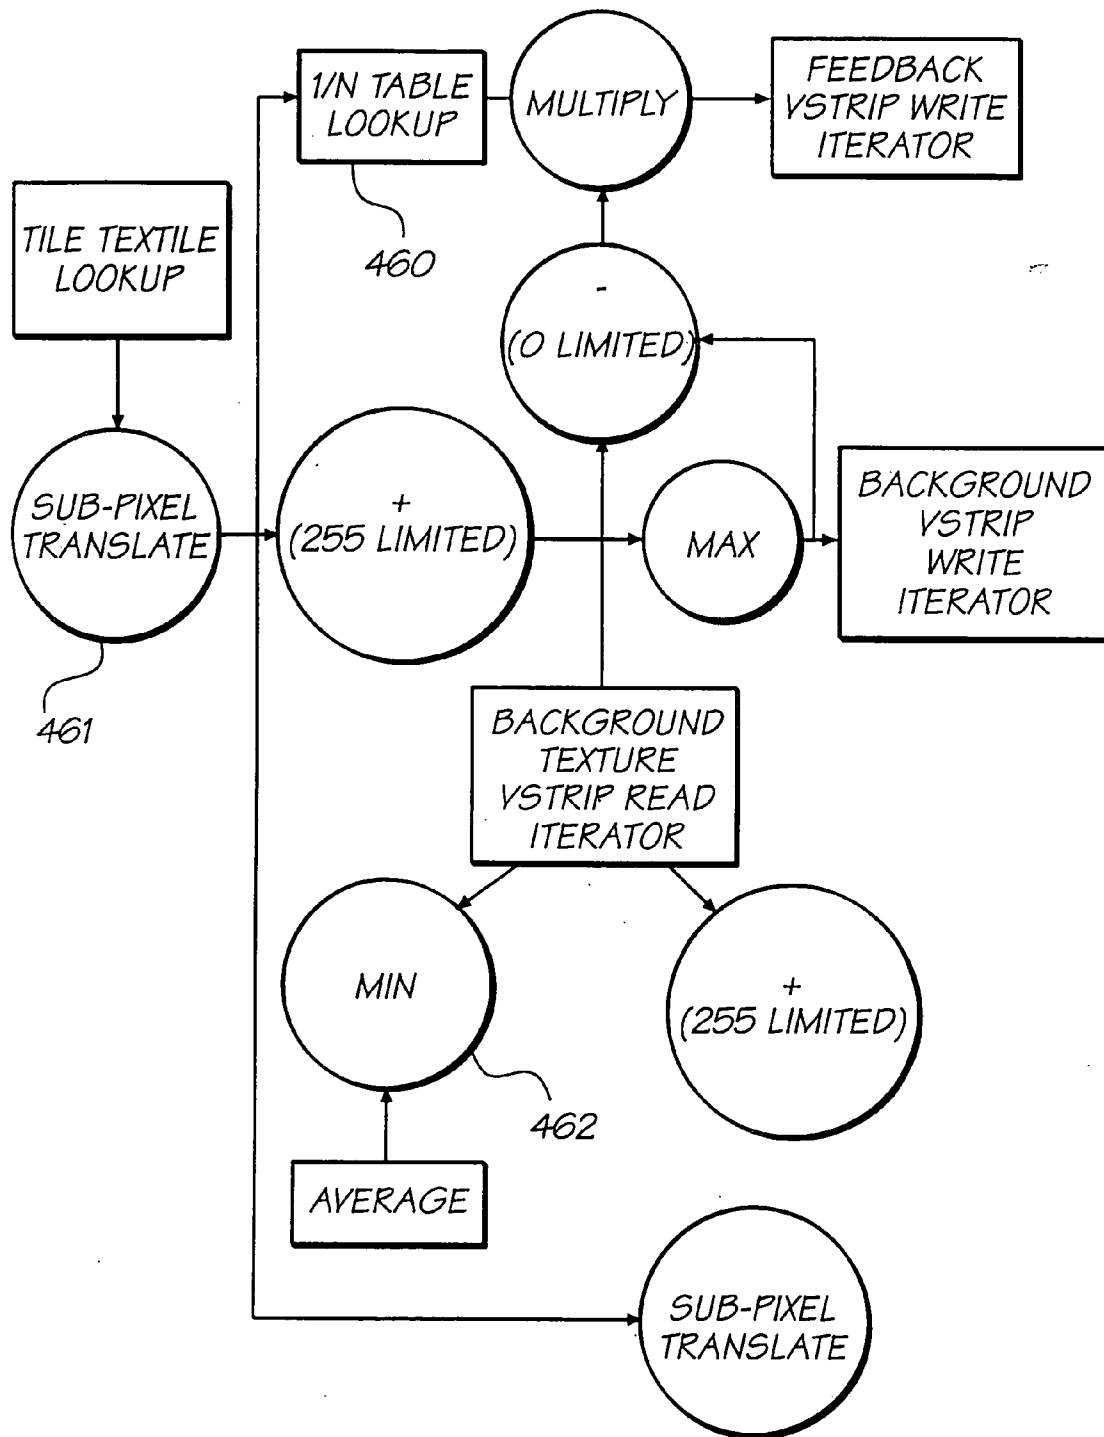 1/N TABLE
LOOKUP
MULTIPLY
FEEDBACK
VSTRIP WRITE
ITERATOR
460
TILE TEXTILE
LOOKUP
-
(0 LIMITED)
SUB-PIXEL
TRANSLATE
461
+
(255 LIMITED)
MAX
BACKGROUND
VSTRIP
WRITE
ITERATOR
BACKGROUND
TEXTURE
VSTRIP READ
ITERATOR
MIN
462
+
(255 LIMITED)
AVERAGE
SUB-PIXEL
TRANSLATE